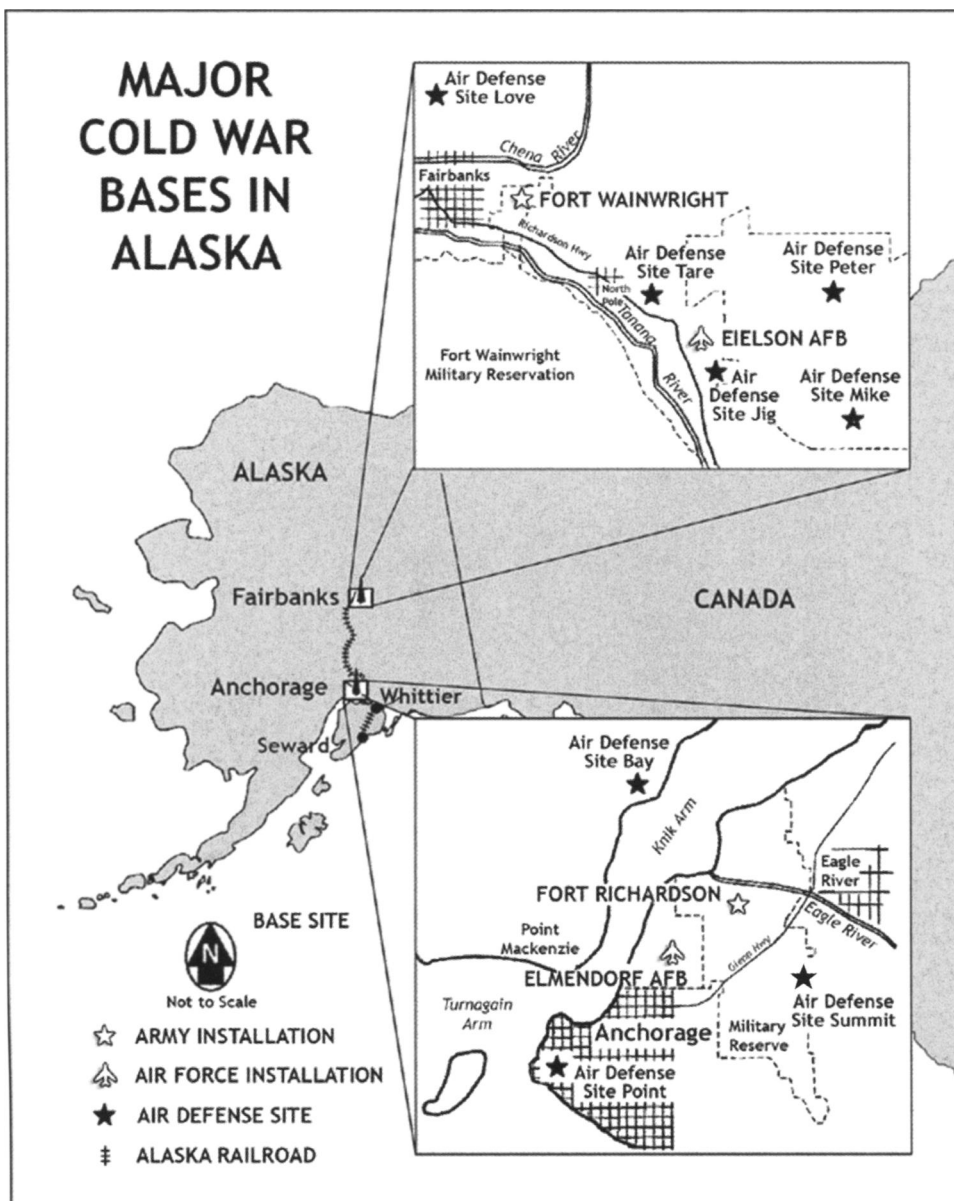 MAJOR
COLD WAR
BASES IN
ALASKA
Air Defense
Site Love
Chena River
Fairbanks
FORT WAINWRIGHT
Richardson Hwy
Air Defense
Site Tare
Air Defense
Site Peter
North
Pole
Tanana
River
EIELSON AFB
Fort Wainwright
Military Reservation
Air
Defense
Site Jig
Air Defense
Site Mike
ALASKA
Fairbanks
CANADA
Anchorage
Whittier
Seward
Air Defense
Site Bay
Knik Arm
Eagle
River
FORT RICHARDSON
Eagle River
Point
Mackenzie
Glenn Hwy
ELMENDORF AFB
Turnagain
Arm
Anchorage
Military
Reserve
Air Defense
Site Summit
Air Defense
Site Point
BASE SITE
N
Not to Scale
ARMY INSTALLATION
AIR FORCE INSTALLATION
AIR DEFENSE SITE
ALASKA RAILROAD